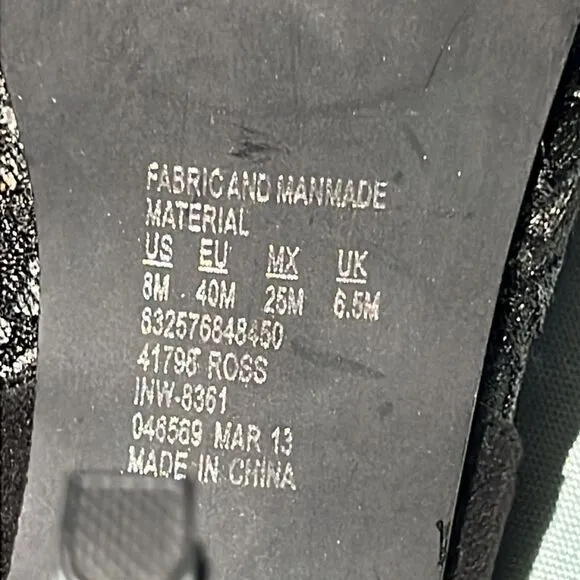 FABRIC AND MANMADE
MATERIAL
US EU MX UK
8M 40M 25M 6.5M
632576848450
41796 ROSS
INW-8361
046569 MAR 13
MADE IN CHINA